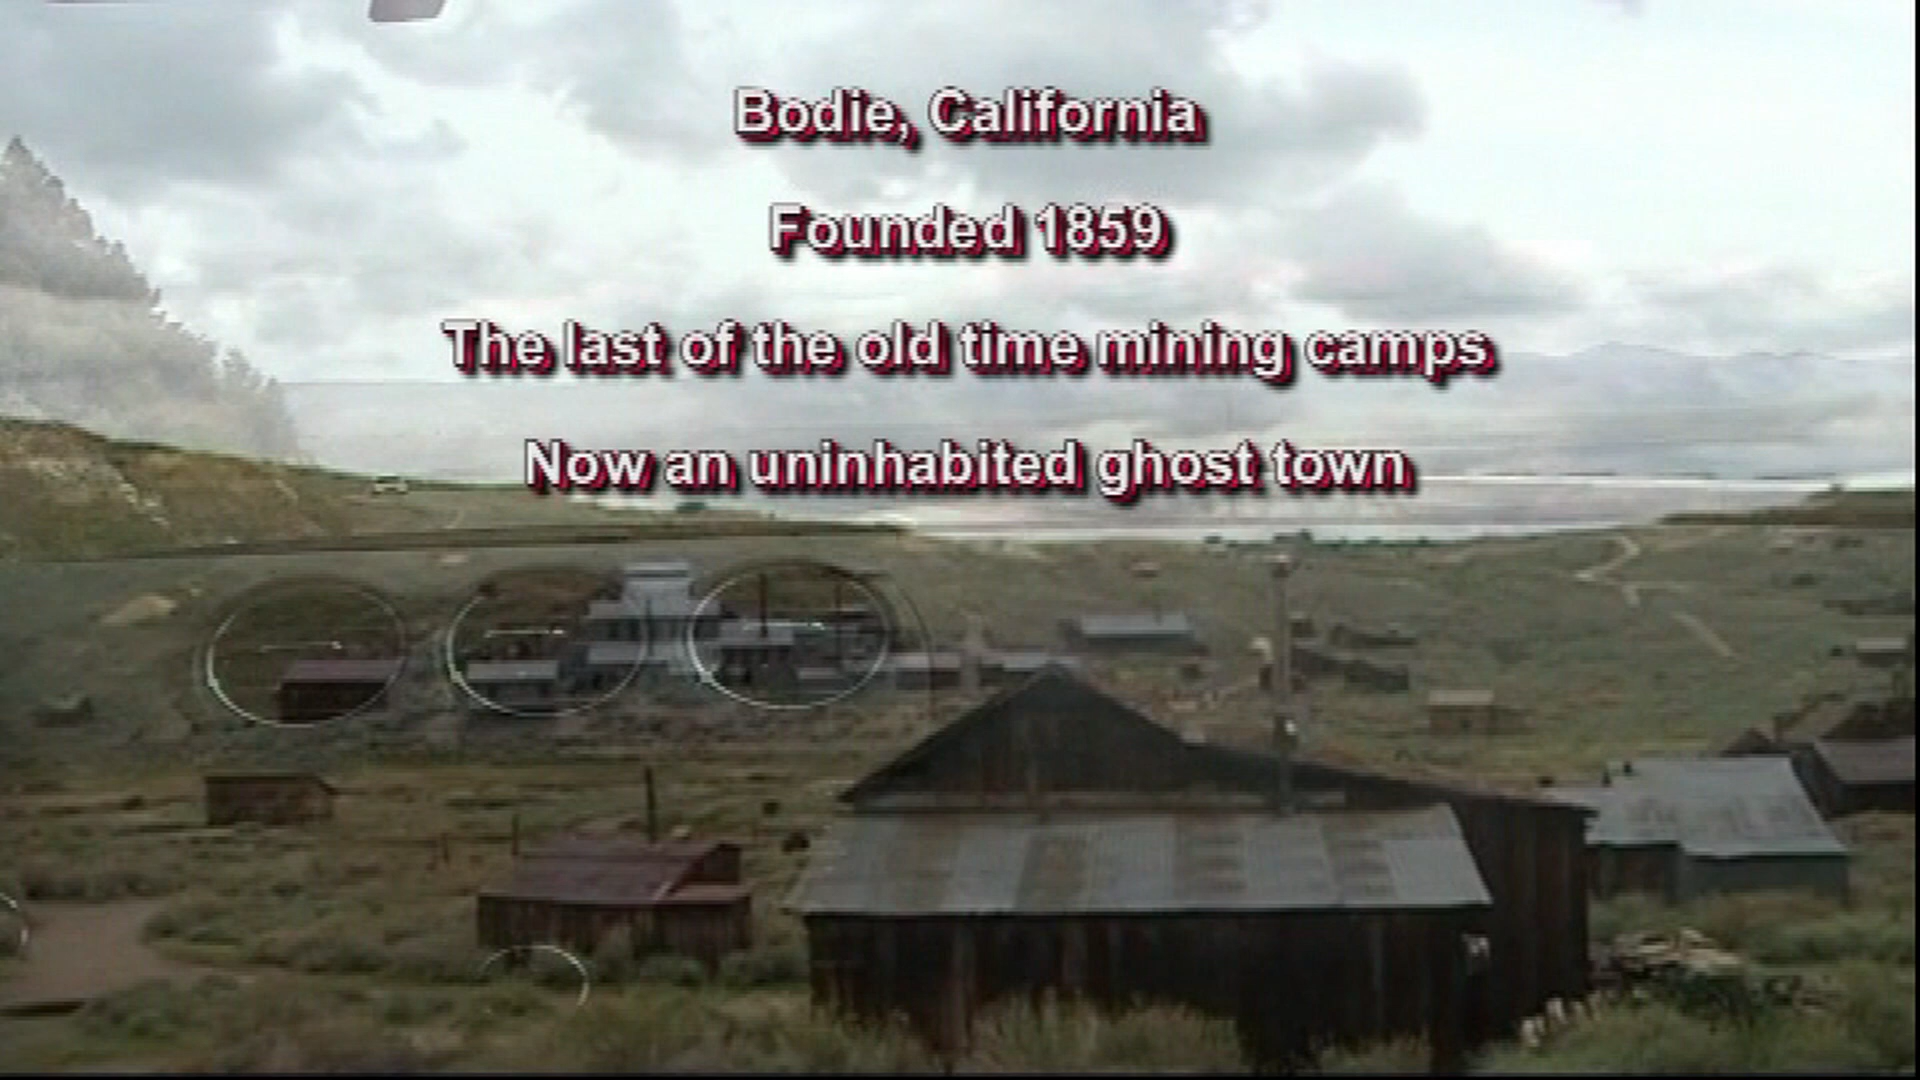 Bodie, California
Founded 1859
The last of the old time mining camps
Now an uninhabited ghost town